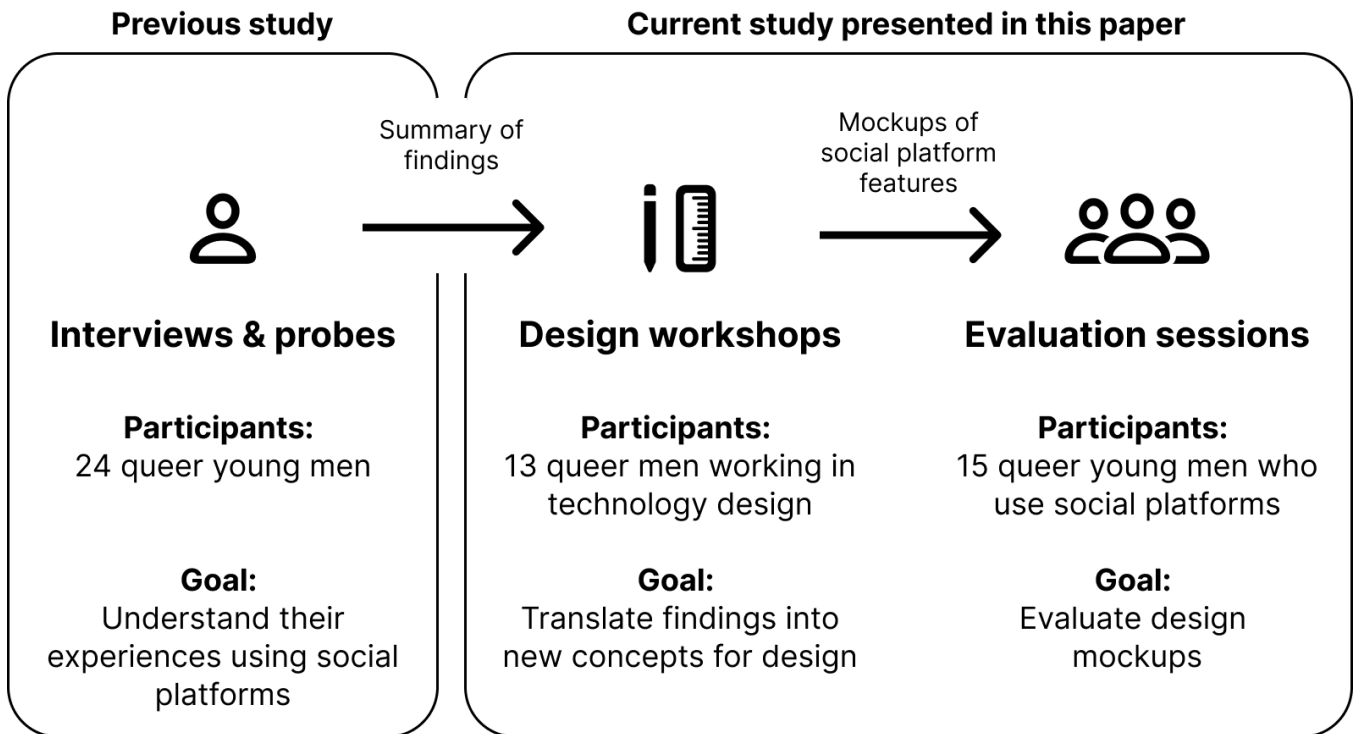 Previous study
Current study presented in this paper
Summary of
findings
Mockups of
social platform
features
Interviews & probes
Participants:
24 queer young men
Goal:
Understand their
experiences using social
platforms
Design workshops
Participants:
13 queer men working in
technology design
Goal:
Translate findings into
new concepts for design
Evaluation sessions
Participants:
15 queer young men who
use social platforms
Goal:
Evaluate design
mockups